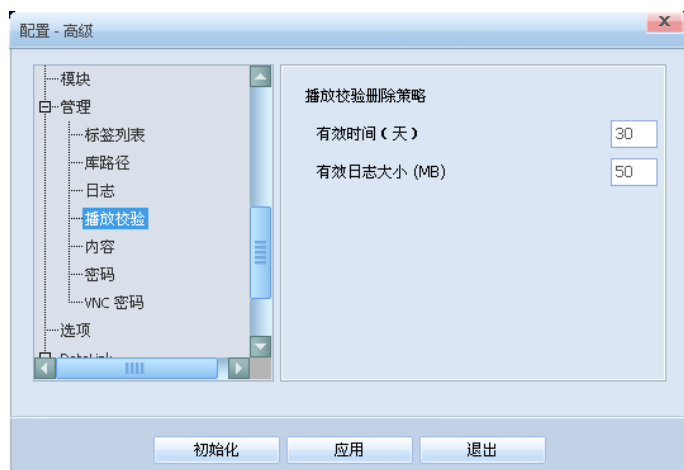 配置 - 高级
x
模块
管理
标签列表
库路径
日志
播放校验
内容
密码
VNC 密码
选项
DataLink
播放校验删除策略
有效时间（天）
30
有效日志大小 (MB)
50
初始化
应用
退出